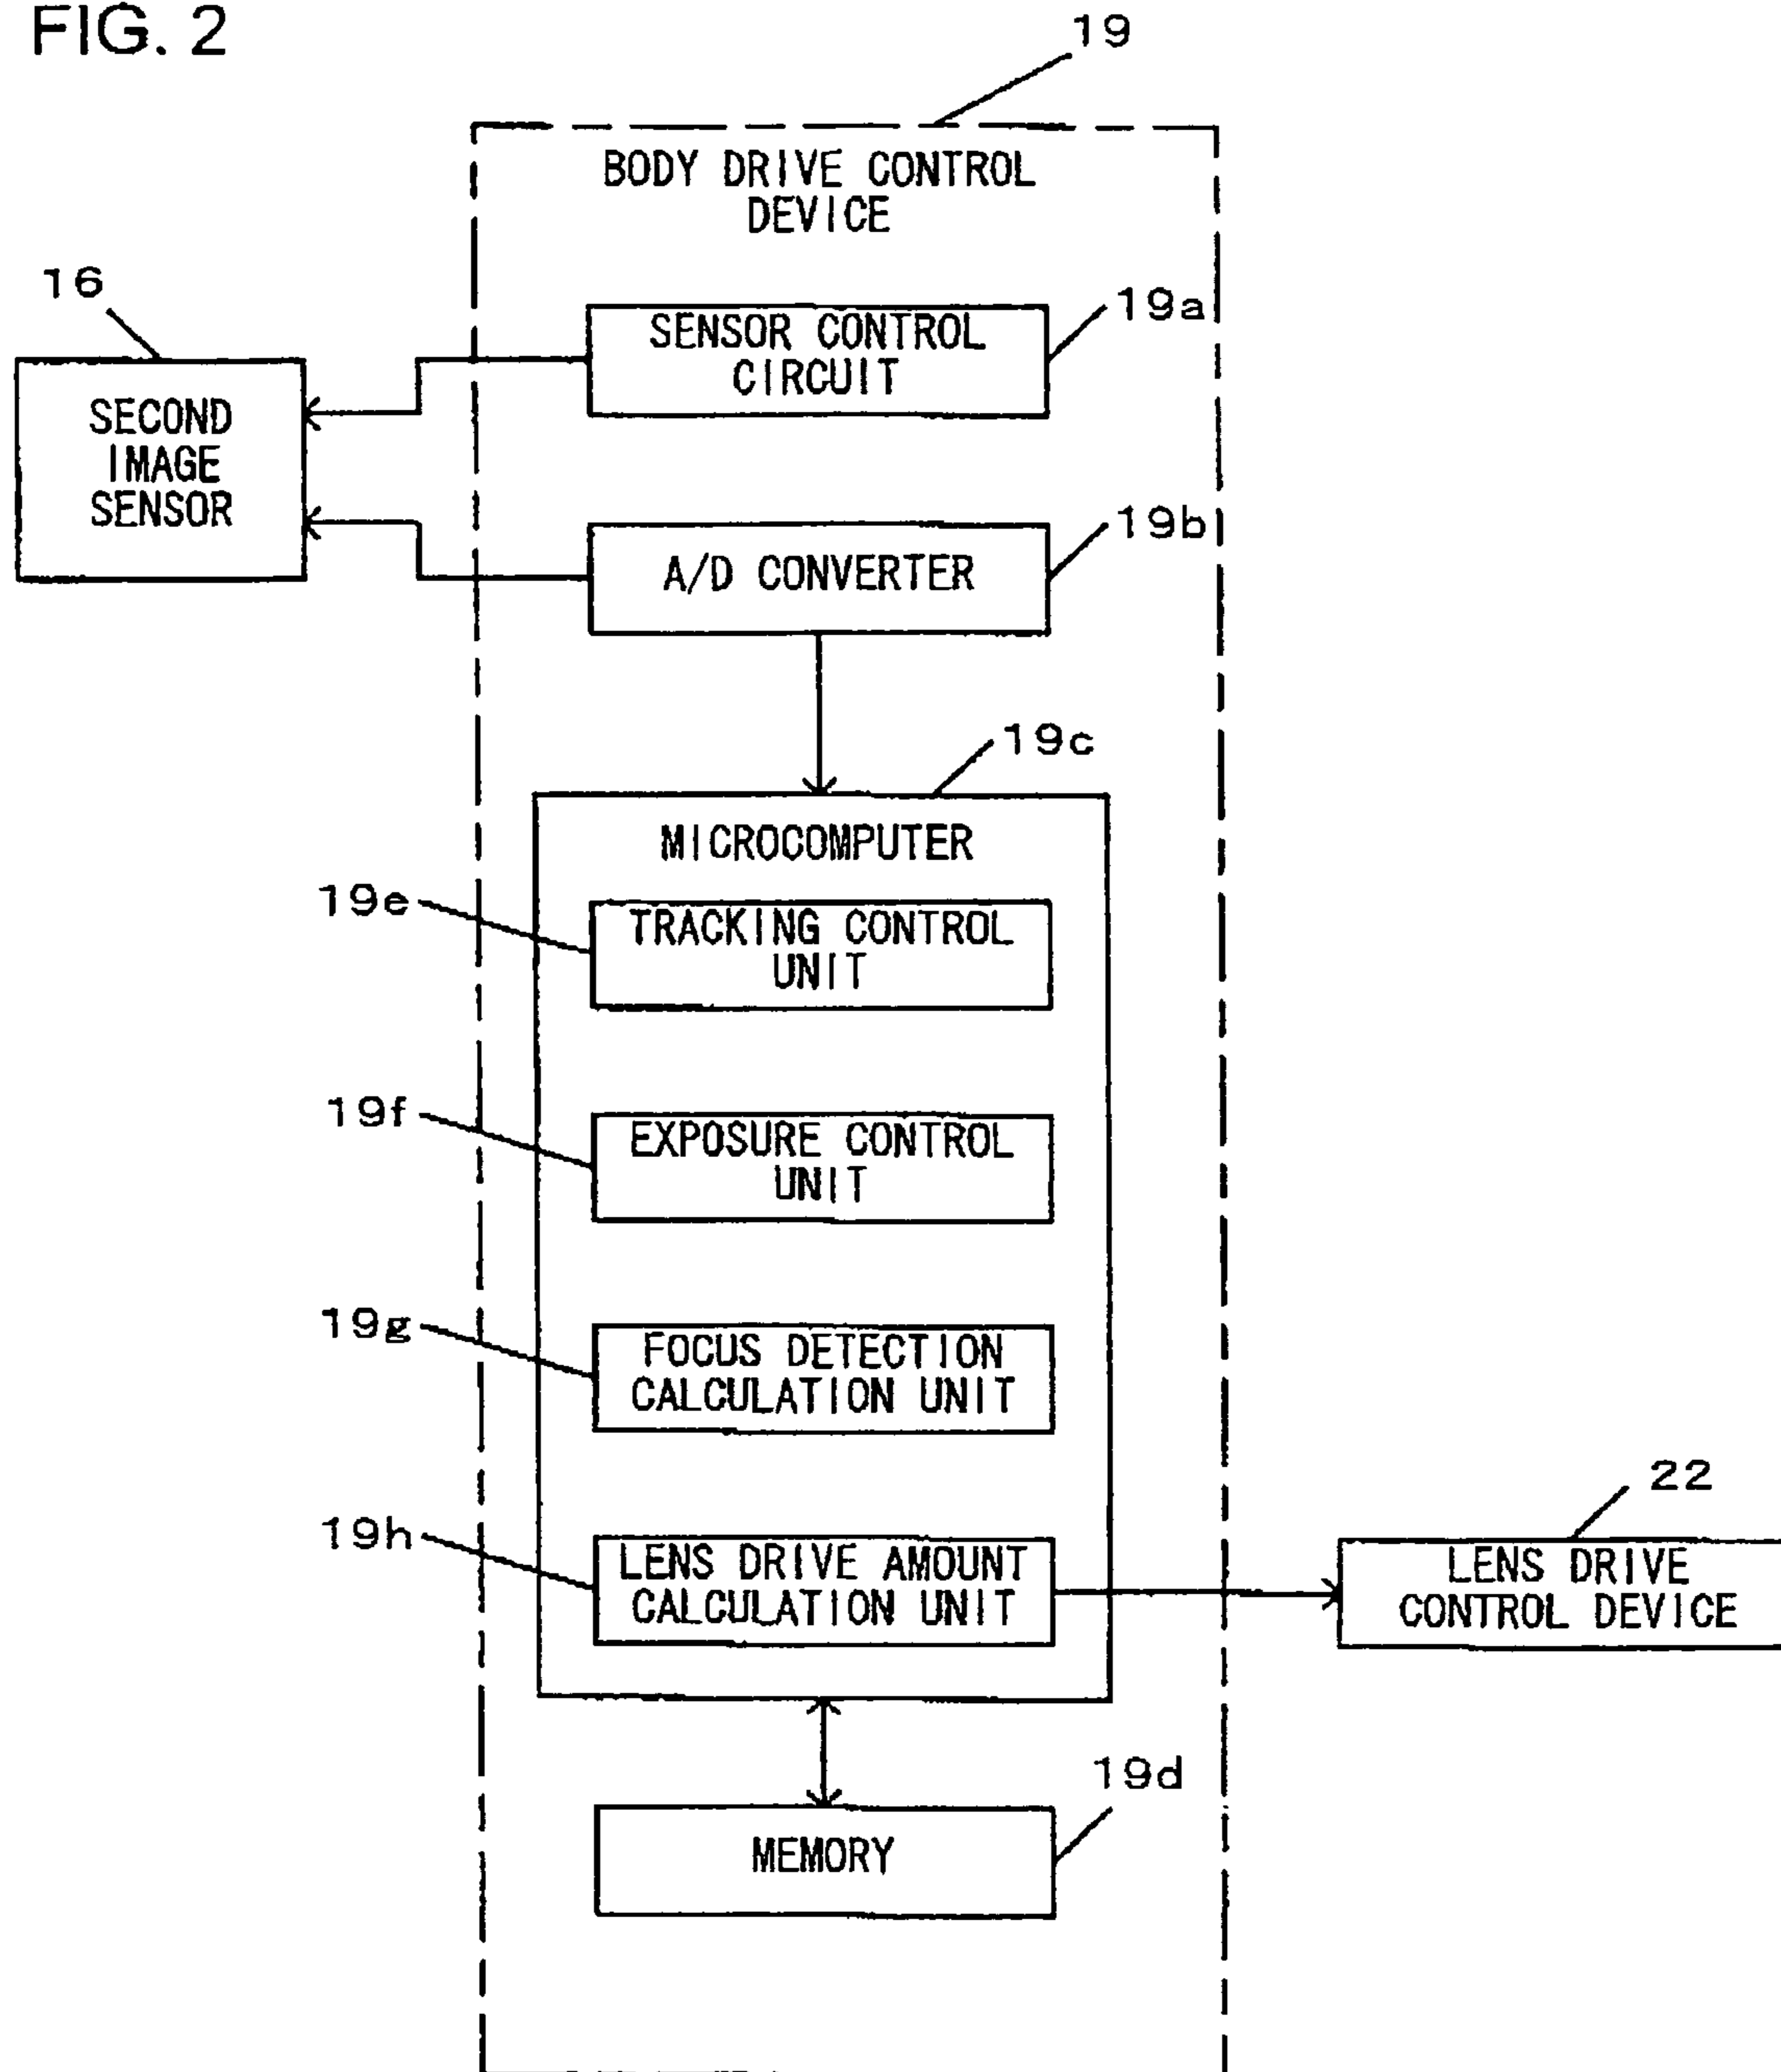 FIG. 2
19
BODY DRIVE CONTROL
DEVICE
16
19a
SENSOR CONTROL
CIRCUIT
SECOND
IMAGE
SENSOR
19b
A/D CONVERTER
19c
MICROCOMPUTER
19e
TRACKING CONTROL
UNIT
19f
EXPOSURE CONTROL
UNIT
19g
FOCUS DETECTION
CALCULATION UNIT
19h
LENS DRIVE AMOUNT
CALCULATION UNIT
22
LENS DRIVE
CONTROL DEVICE
19d
MEMORY